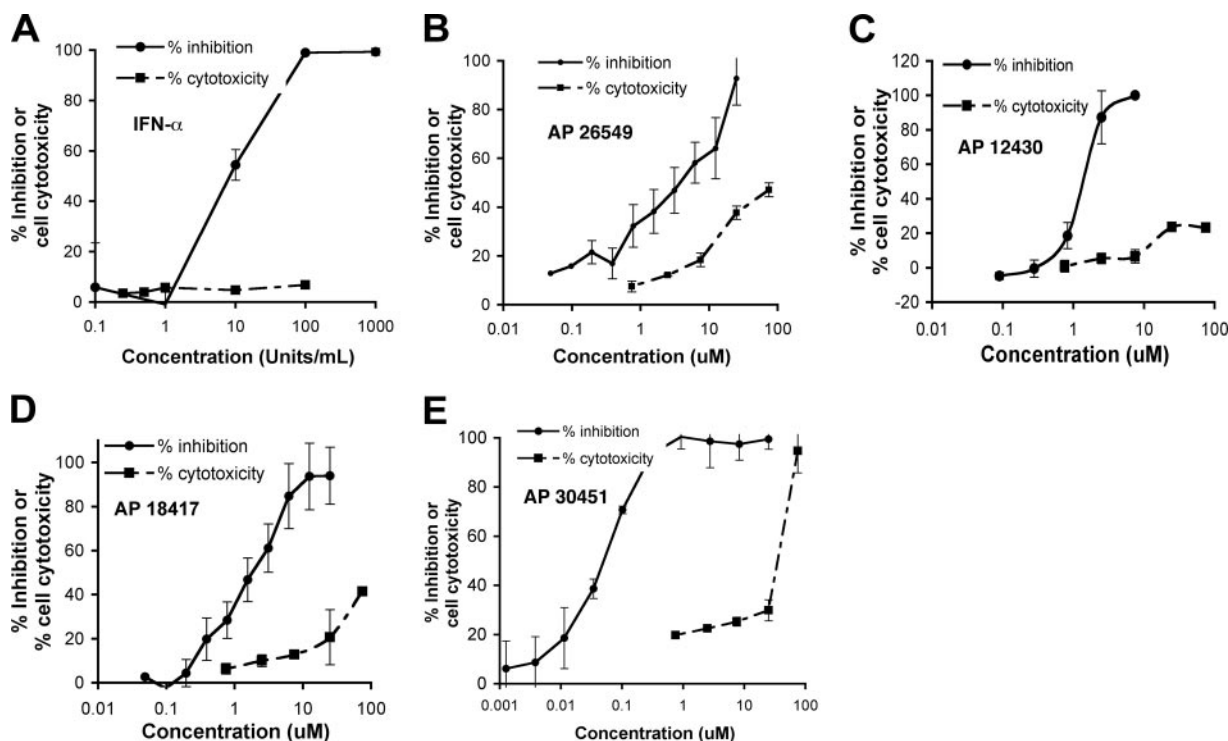 A
% inhibition
% cytotoxicity
IFN-α
% Inhibition or
cell cytotoxicity
100
80
60
40
20
0
0.1
1
10
100
1000
Concentration (Units/mL)
B
% inhibition
% cytotoxicity
AP 26549
% Inhibition or
cell cytotoxicity
100
80
60
40
20
0
0.01
0.1
1
10
100
Concentration (uM)
C
% inhibition
% cytotoxicity
AP 12430
% Inhibition or
% cell cytotoxicity
120
100
80
60
40
20
0
-20
0.01
0.1
1
10
100
Concentration (uM)
D
% inhibition
% cytotoxicity
AP 18417
% Inhibition or
% cell cytotoxicity
100
80
60
40
20
0
0.01
0.1
1
10
100
Concentration (uM)
E
% inhibition
% cytotoxicity
AP 30451
% Inhibition or
% cell cytotoxicity
100
80
60
40
20
0
0.001
0.01
0.1
1
10
100
Concentration (uM)